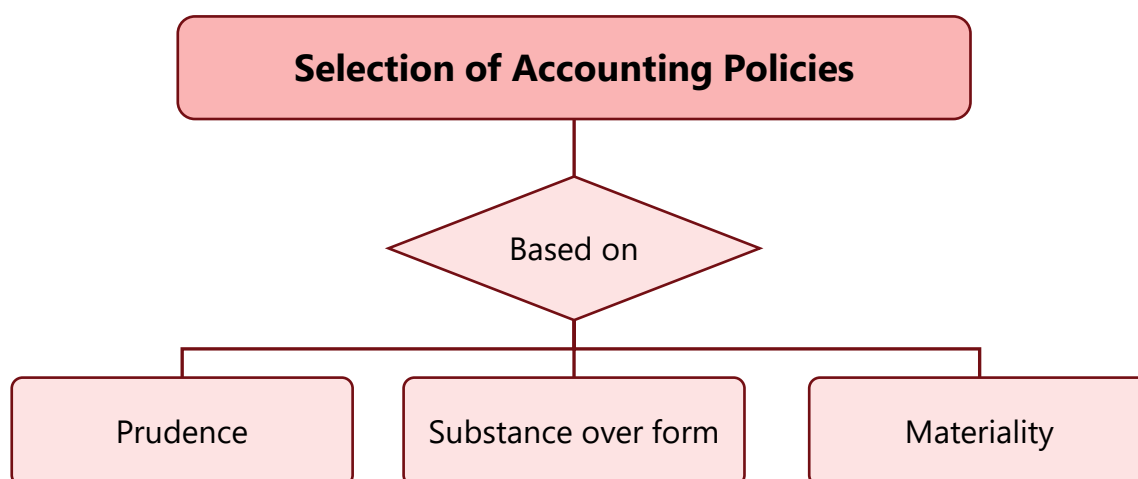 Selection of Accounting Policies
Based on
Prudence
Substance over form
Materiality